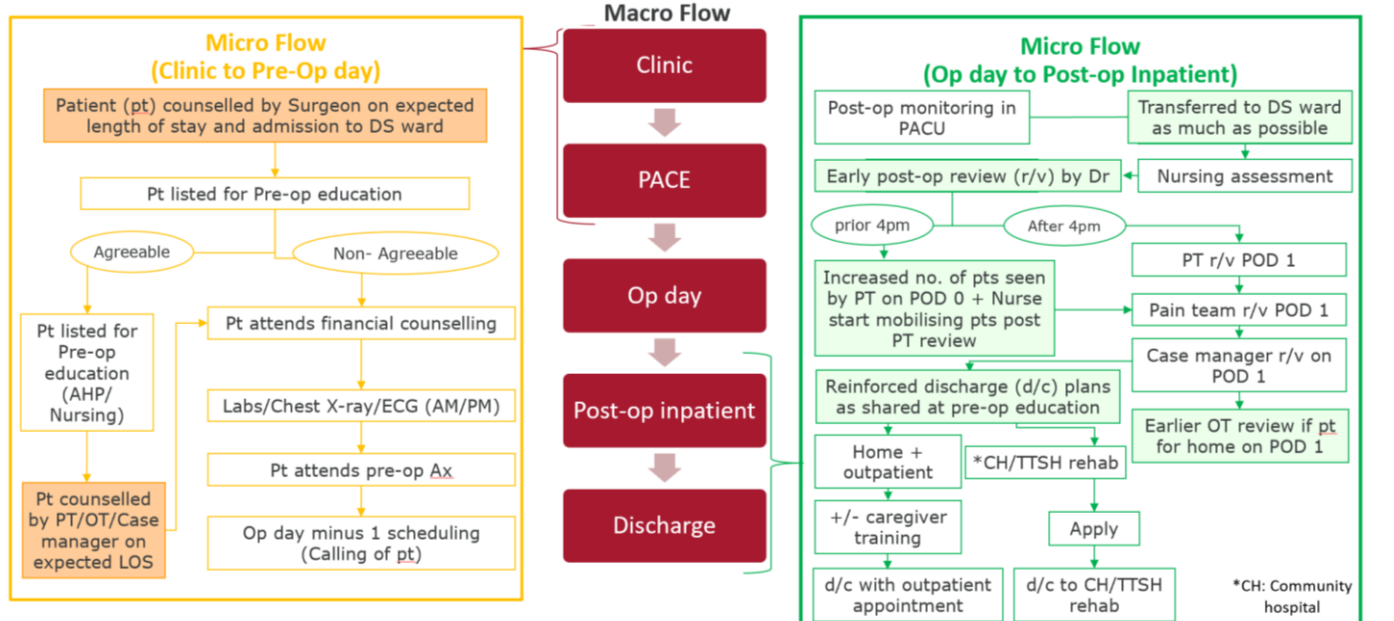 Macro Flow
Micro Flow
(Clinic to Pre-Op day)
Patient (pt) counselled by Surgeon on expected
length of stay and admission to DS ward
Pt listed for Pre-op education
Agreeable
Non- Agreeable
Pt listed for
Pre-op
education
(AHP/
Nursing)
Pt counselled
by PT/OT/Case
manager on
expected LOS
Pt attends financial counselling
Labs/Chest X-ray/ECG (AM/PM)
Pt attends pre-op Ax
Op day minus 1 scheduling
(Calling of pt)
Clinic
PACE
Op day
Post-op inpatient
Discharge
Micro Flow
(Op day to Post-op Inpatient)
Post-op monitoring in
PACU
Transferred to DS ward
as much as possible
Early post-op review (r/v) by Dr
Nursing assessment
prior 4pm
After 4pm
Increased no. of pts seen
by PT on POD 0 + Nurse
start mobilising pts post
PT review
PT r/v POD 1
Pain team r/v POD 1
Case manager r/v on
POD 1
Earlier OT review if pt
for home on POD 1
Reinforced discharge (d/c) plans
as shared at pre-op education
Home +
outpatient
*CH/TTSH rehab
+/- caregiver
training
Apply
d/c with outpatient
appointment
d/c to CH/TTSH
rehab
*CH: Community
hospital